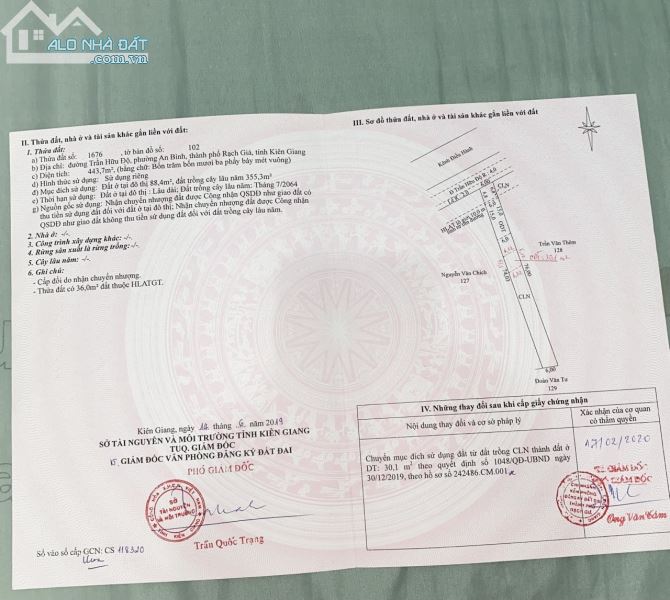 ALO NHÀ ĐẤT
.com.vn
II. Thửa đất, nhà ở và tài sản khác gắn liền với đất:
1. Thửa đất:
a) Thửa đất số: 1676 , tờ bản đồ số: 102
b) Địa chỉ: đường Trần Hữu Độ, phường An Bình, thành phố Rạch Giá, tỉnh Kiên Giang
c) Diện tích: 443,7m² (bằng chữ: Bốn trăm bốn mươi ba phẩy bảy mét vuông)
d) Hình thức sử dụng: Sử dụng riêng
đ) Mục đích sử dụng: Đất ở tại đô thị 88,4m², đất trồng cây lâu năm 355,3m²
e) Thời hạn sử dụng: Đất ở tại đô thị : Lâu dài; Đất trồng cây lâu năm: Tháng 7/2064
g) Nguồn gốc sử dụng: Nhận chuyển nhượng đất được Công nhận QSDĐ như giao đất có
thu tiền sử dụng đất đối với đất ở tại đô thị; Nhận chuyển nhượng đất được Công nhận
QSDĐ như giao đất không thu tiền sử dụng đất đối với đất trồng cây lâu năm.
2. Nhà ở : -/-.
3. Công trình xây dựng khác: -/-.
4. Rừng sản xuất là rừng trồng: -/-.
5. Cây lâu năm: -/-.
6. Ghi chú:
- Cấp đổi do nhận chuyển nhượng.
- Thửa đất có 36,0m² đất thuộc HLATGT.
Kiên Giang, ngày năm 2019
SỞ TÀI NGUYÊN VÀ MÔI TRƯỜNG TỈNH KIÊN GIANG
TUQ. GIÁM ĐỐC
GIÁM ĐỐC VĂN PHÒNG ĐĂNG KÝ ĐẤT ĐAI
PHÓ GIÁM ĐỐC
SỞ
TÀI NGUYÊN
VÀ MÔI TRƯỜNG
Trần Quốc Trạng
Số vào sổ cấp GCN: CS 118320
III. Sơ đồ thửa đất, nhà ở và tài sản khác gắn liền với đất
Kênh Điều Hành
Đ Trần Hữu Độ R - 4,0
CLN
ODT
Trần Văn Thêm
128
Nguyễn Văn Chích
127
76,00
CLN
6,00
Đoàn Văn Tư
129
IV. Những thay đổi sau khi cấp giấy chứng nhận
Nội dung thay đổi và cơ sở pháp lý
Xác nhận của cơ quan
có thẩm quyền
Chuyển mục đích sử dụng đất từ đất trồng CLN thành đất ở
DT: 30,1 m² theo quyết định số 1048/QĐ-UBND ngày
30/12/2019, theo hồ sơ số 242486.CM.001
17/02/2020
Ong Văn Tám